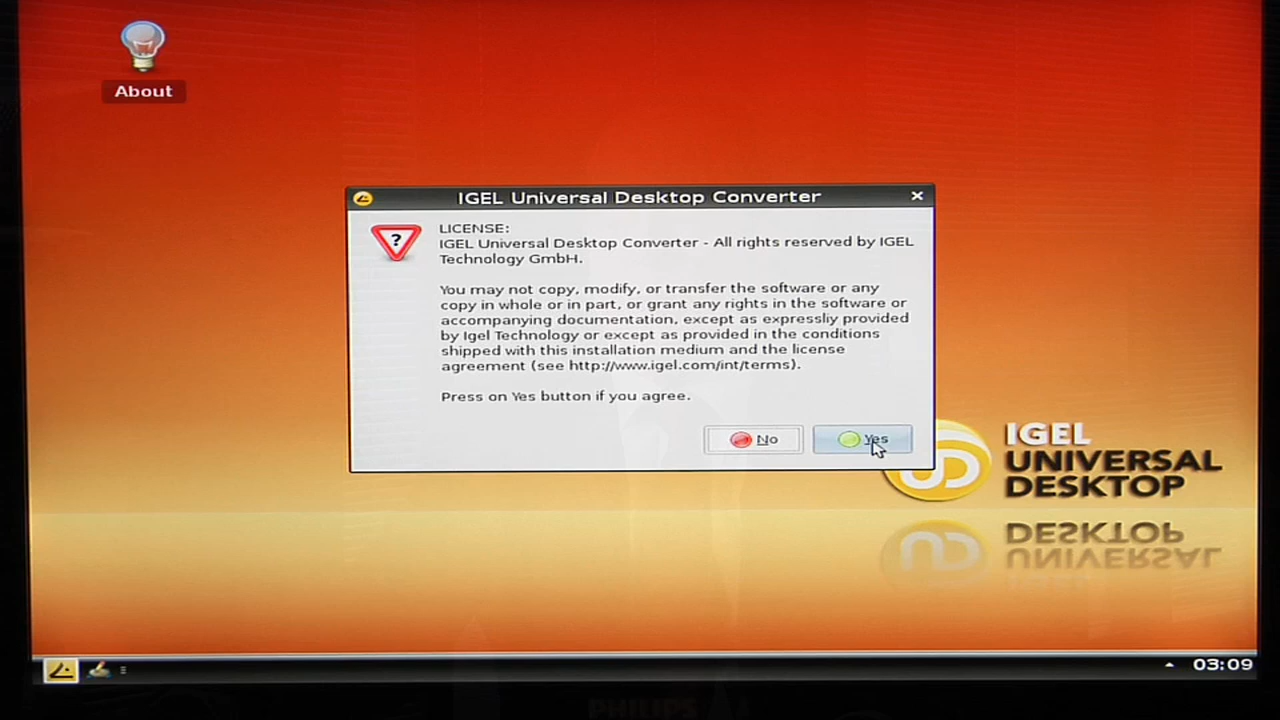 About
IGEL Universal Desktop Converter
LICENSE:
IGEL Universal Desktop Converter - All rights reserved by IGEL
Technology GmbH.
You may not copy, modify, or transfer the software or any
copy in whole or in part, or grant any rights in the software or
accompanying documentation, except as expressliy provided
by Igel Technology or except as provided in the conditions
shipped with this installation medium and the license
agreement (see http://www.igel.com/int/terms).
Press on Yes button if you agree.
No
Yes
IGEL
UNIVERSAL
DESKTOP
03:09
PHILIPS